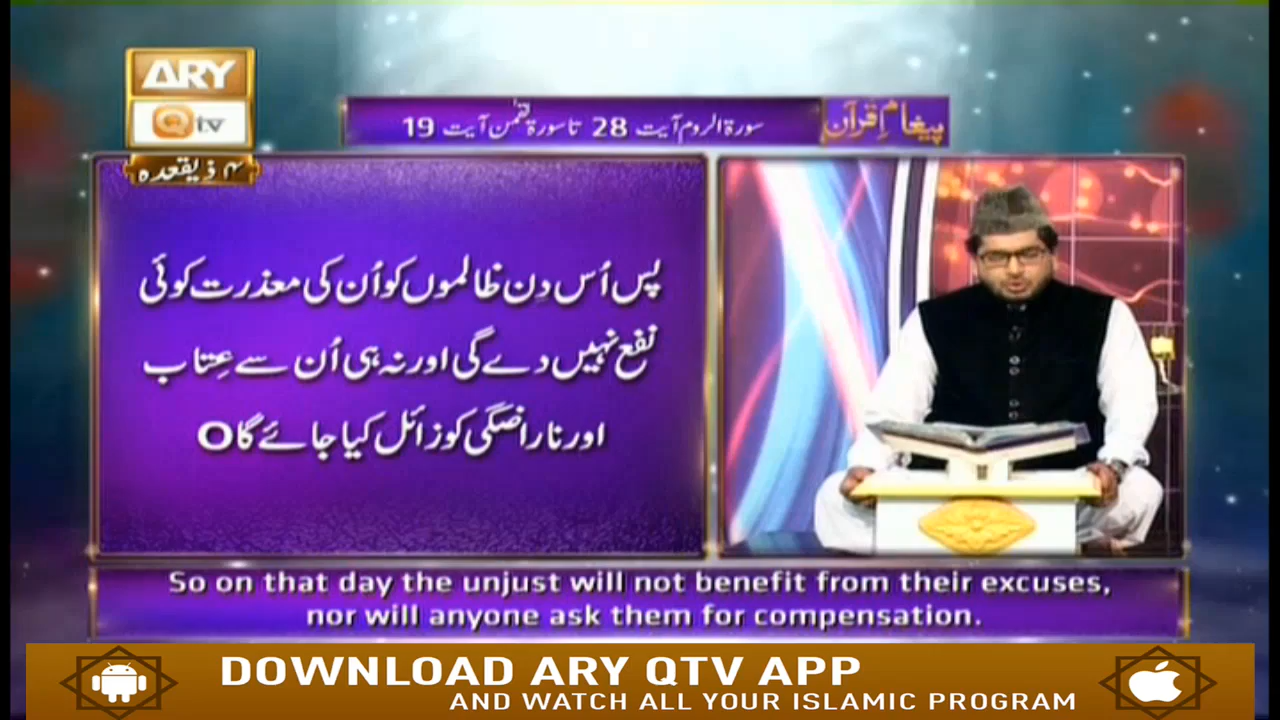 ARY
Qtv
۴ ذیقعدہ
پیغامِ قرآن
سورۃ الروم آیت 28 تا سورۃ لقمٰن آیت 19
پس اُس دن ظالموں کو اُن کی معذرت کوئی
نفع نہیں دے گی اور نہ ہی اُن سے عِتاب
اور ناراضگی کو زائل کیا جائے گا O
So on that day the unjust will not benefit from their excuses,
nor will anyone ask them for compensation.
DOWNLOAD ARY QTV APP
AND WATCH ALL YOUR ISLAMIC PROGRAM